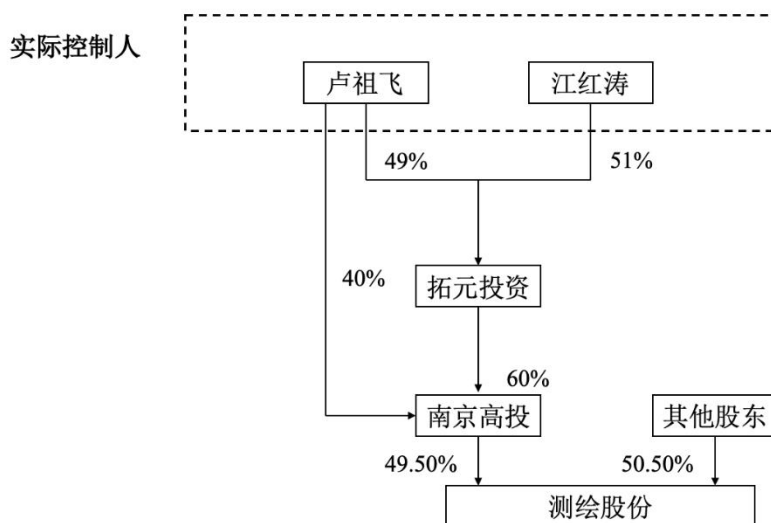 实际控制人
卢祖飞
江红涛
49%
51%
40%
拓元投资
60%
南京高投
其他股东
49.50%
50.50%
测绘股份